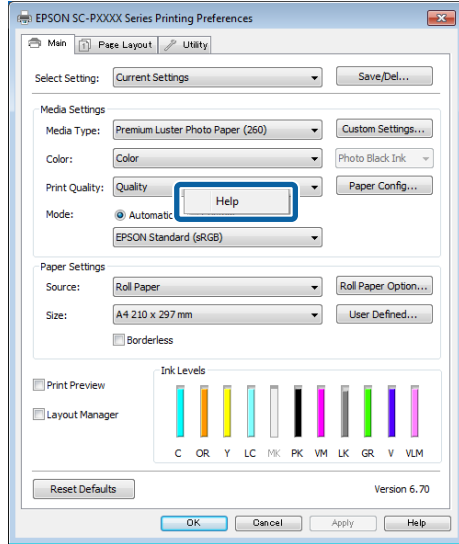 EPSON SC-PXXXX Series Printing Preferences
Main Page Layout Utility
Select Setting: Current Settings Save/Del...
Media Settings
Media Type: Premium Luster Photo Paper (260) Custom Settings...
Color: Color Photo Black Ink
Print Quality: Quality Paper Config...
Help
Mode: Automatic
EPSON Standard (sRGB)
Paper Settings
Source: Roll Paper Roll Paper Option...
Size: A4 210 x 297 mm User Defined...
Borderless
Ink Levels
Print Preview
Layout Manager
C OR Y LC MK PK VM LK GR V VLM
Reset Defaults Version 6.70
OK Cancel Apply Help